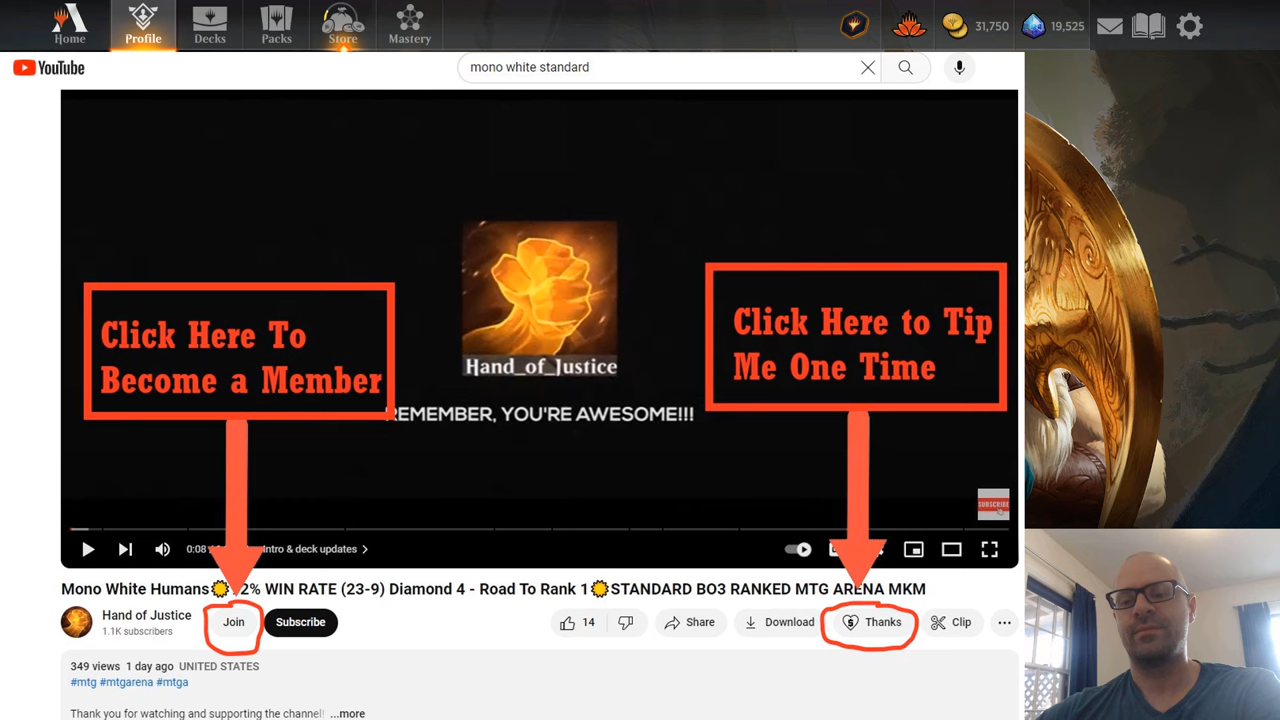 Home
Profile
Decks
Packs
Store
Mastery
31,750
19,525
YouTube
mono white standard
Hand_of_Justice
Click Here To
Become a Member
Click Here to Tip
Me One Time
REMEMBER, YOU'RE AWESOME!!!
SUBSCRIBE
0:08
Intro & deck updates
Mono White Humans 2% WIN RATE (23-9) Diamond 4 - Road To Rank 1 STANDARD BO3 RANKED MTG ARENA MKM
Hand of Justice
1.1K subscribers
Join
Subscribe
14
Share
Download
Thanks
Clip
...
349 views 1 day ago UNITED STATES
#mtg #mtgarena #mtga
Thank you for watching and supporting the channel! ...more